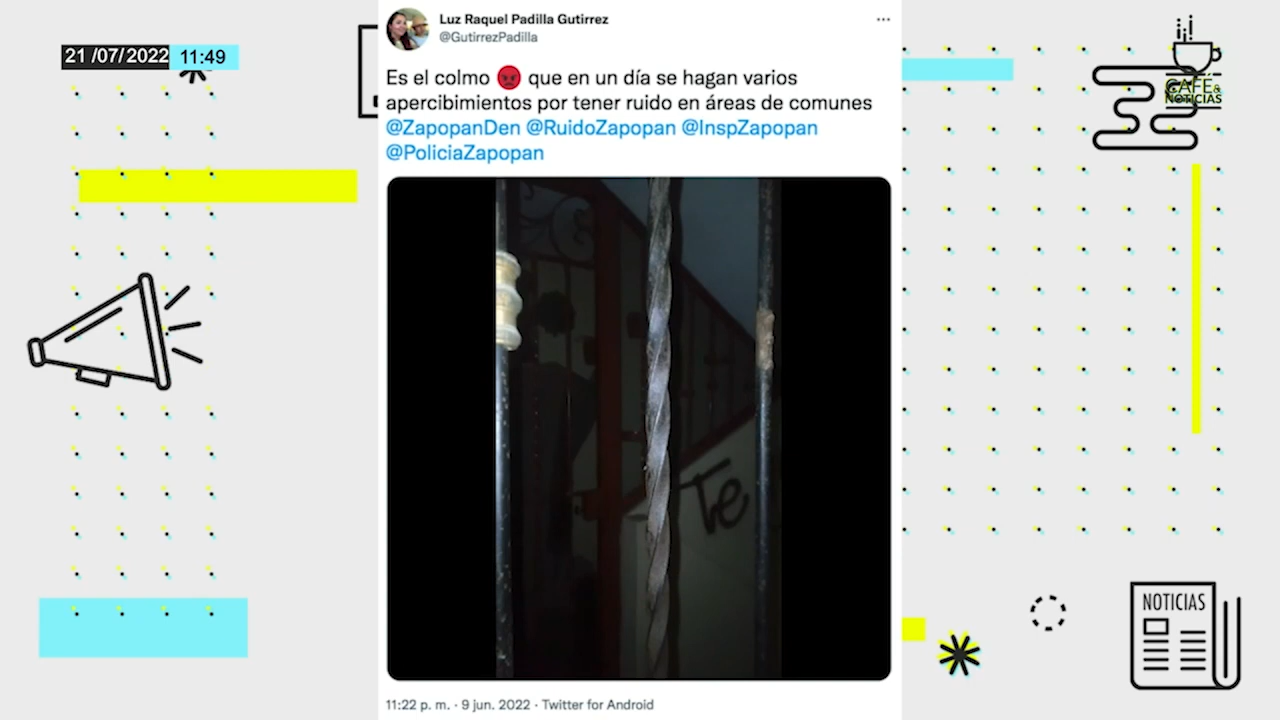 21 /07/2022 11:49
CAFÉ &
NOTICIAS
Luz Raquel Padilla Gutirrez
@GutirrezPadilla
Es el colmo 😡 que en un día se hagan varios
apercibimientos por tener ruido en áreas de comunes
@ZapopanDen @RuidoZapopan @InspZapopan
@PoliciaZapopan
Te
11:22 p. m. · 9 jun. 2022 · Twitter for Android
NOTICIAS